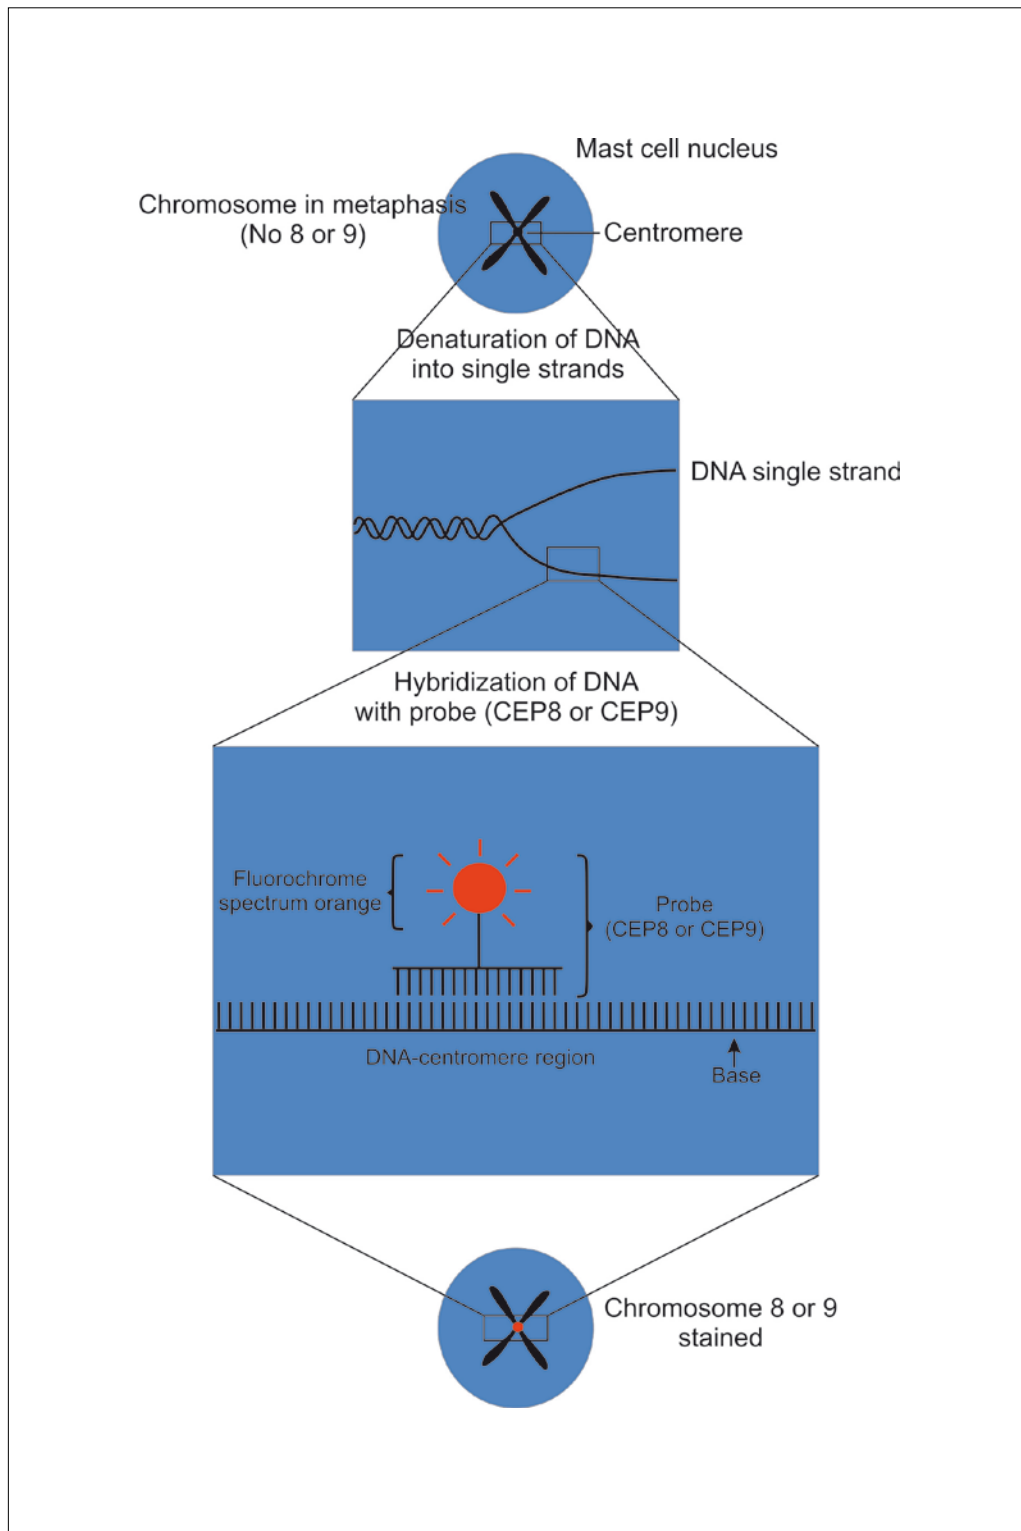 Mast cell nucleus
Chromosome in metaphasis
(No 8 or 9)
Centromere
Denaturation of DNA
into single strands
DNA single strand
Hybridization of DNA
with probe (CEP8 or CEP9)
Fluorochrome
spectrum orange
Probe
(CEP8 or CEP9)
DNA-centromere region
Base
Chromosome 8 or 9
stained